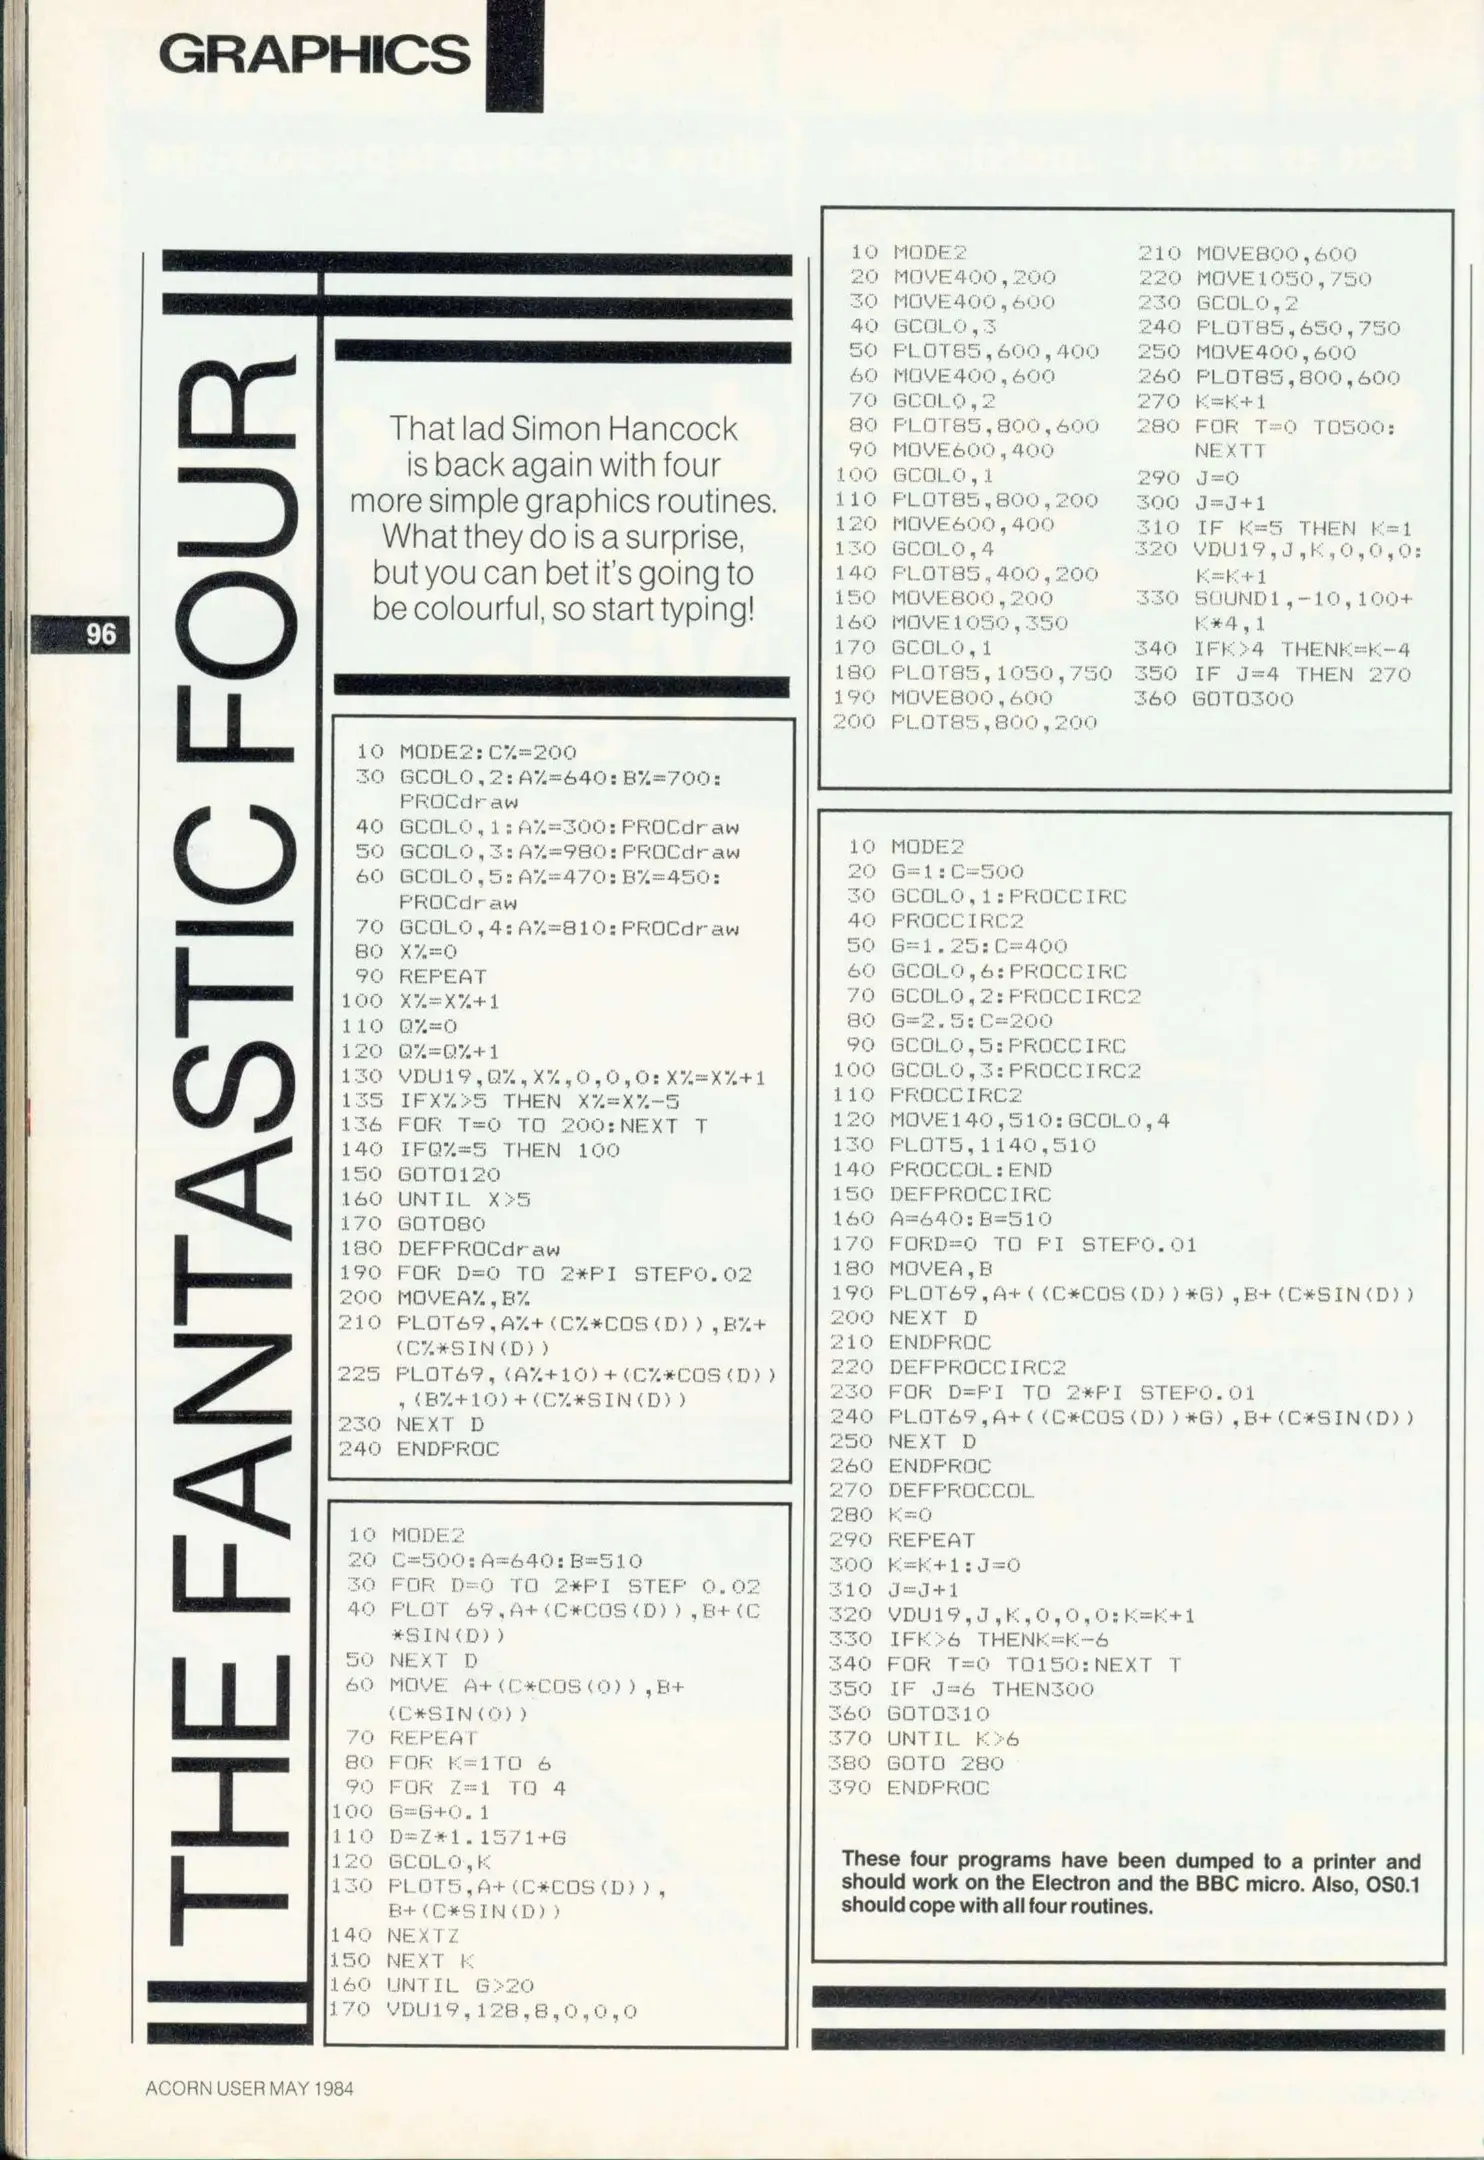 GRAPHICS
THE FANTASTIC FOUR
That lad Simon Hancock
is back again with four
more simple graphics routines.
What they do is a surprise,
but you can bet it's going to
be colourful, so start typing!
96
10 MODE2:C%=200
30 GCOL0,2:A%=640:B%=700:
PROCdraw
40 GCOL0,1:A%=300:PROCdraw
50 GCOL0,3:A%=980:PROCdraw
60 GCOL0,5:A%=470:B%=450:
PROCdraw
70 GCOL0,4:A%=810:PROCdraw
80 X%=0
90 REPEAT
100 X%=X%+1
110 Q%=0
120 Q%=Q%+1
130 VDU19,Q%,X%,0,0,0:X%=X%+1
135 IFX%>5 THEN X%=X%-5
136 FOR T=0 TO 200:NEXT T
140 IFQ%=5 THEN 100
150 GOTO120
160 UNTIL X>5
170 GOTO80
180 DEFPROCdraw
190 FOR D=0 TO 2*PI STEP0.02
200 MOVEA%,B%
210 PLOT69,A%+(C%*COS(D)),B%+
(C%*SIN(D))
225 PLOT69,(A%+10)+(C%*COS(D))
,(B%+10)+(C%*SIN(D))
230 NEXT D
240 ENDPROC
10 MODE2
20 C=500:A=640:B=510
30 FOR D=0 TO 2*PI STEP 0.02
40 PLOT 69,A+(C*COS(D)),B+(C
*SIN(D))
50 NEXT D
60 MOVE A+(C*COS(0)),B+
(C*SIN(0))
70 REPEAT
80 FOR K=1TO 6
90 FOR Z=1 TO 4
100 G=G+0.1
110 D=Z*1.1571+G
120 GCOL0,K
130 PLOT5,A+(C*COS(D)),
B+(C*SIN(D))
140 NEXTZ
150 NEXT K
160 UNTIL G>20
170 VDU19,128,8,0,0,0
10 MODE2
20 MOVE400,200
30 MOVE400,600
40 GCOL0,3
50 PLOT85,600,400
60 MOVE400,600
70 GCOL0,2
80 PLOT85,800,600
90 MOVE600,400
100 GCOL0,1
110 PLOT85,800,200
120 MOVE600,400
130 GCOL0,4
140 PLOT85,400,200
150 MOVE800,200
160 MOVE1050,350
170 GCOL0,1
180 PLOT85,1050,750
190 MOVE800,600
200 PLOT85,800,200
210 MOVE800,600
220 MOVE1050,750
230 GCOL0,2
240 PLOT85,650,750
250 MOVE400,600
260 PLOT85,800,600
270 K=K+1
280 FOR T=0 TO500:
NEXTT
290 J=0
300 J=J+1
310 IF K=5 THEN K=1
320 VDU19,J,K,0,0,0:
K=K+1
330 SOUND1,-10,100+
K*4,1
340 IFK>4 THENK=K-4
350 IF J=4 THEN 270
360 GOTO300
10 MODE2
20 G=1:C=500
30 GCOL0,1:PROCCIRC
40 PROCCIRC2
50 G=1.25:C=400
60 GCOL0,6:PROCCIRC
70 GCOL0,2:PROCCIRC2
80 G=2.5:C=200
90 GCOL0,5:PROCCIRC
100 GCOL0,3:PROCCIRC2
110 PROCCIRC2
120 MOVE140,510:GCOL0,4
130 PLOT5,1140,510
140 PROCCOL:END
150 DEFPROCCIRC
160 A=640:B=510
170 FORD=0 TO PI STEP0.01
180 MOVEA,B
190 PLOT69,A+((C*COS(D))*G),B+(C*SIN(D))
200 NEXT D
210 ENDPROC
220 DEFPROCCIRC2
230 FOR D=PI TO 2*PI STEP0.01
240 PLOT69,A+((C*COS(D))*G),B+(C*SIN(D))
250 NEXT D
260 ENDPROC
270 DEFPROCCOL
280 K=0
290 REPEAT
300 K=K+1:J=0
310 J=J+1
320 VDU19,J,K,0,0,0:K=K+1
330 IFK>6 THENK=K-6
340 FOR T=0 TO150:NEXT T
350 IF J=6 THEN300
360 GOTO310
370 UNTIL K>6
380 GOTO 280
390 ENDPROC
These four programs have been dumped to a printer and
should work on the Electron and the BBC micro. Also, OS0.1
should cope with all four routines.
ACORN USER MAY 1984